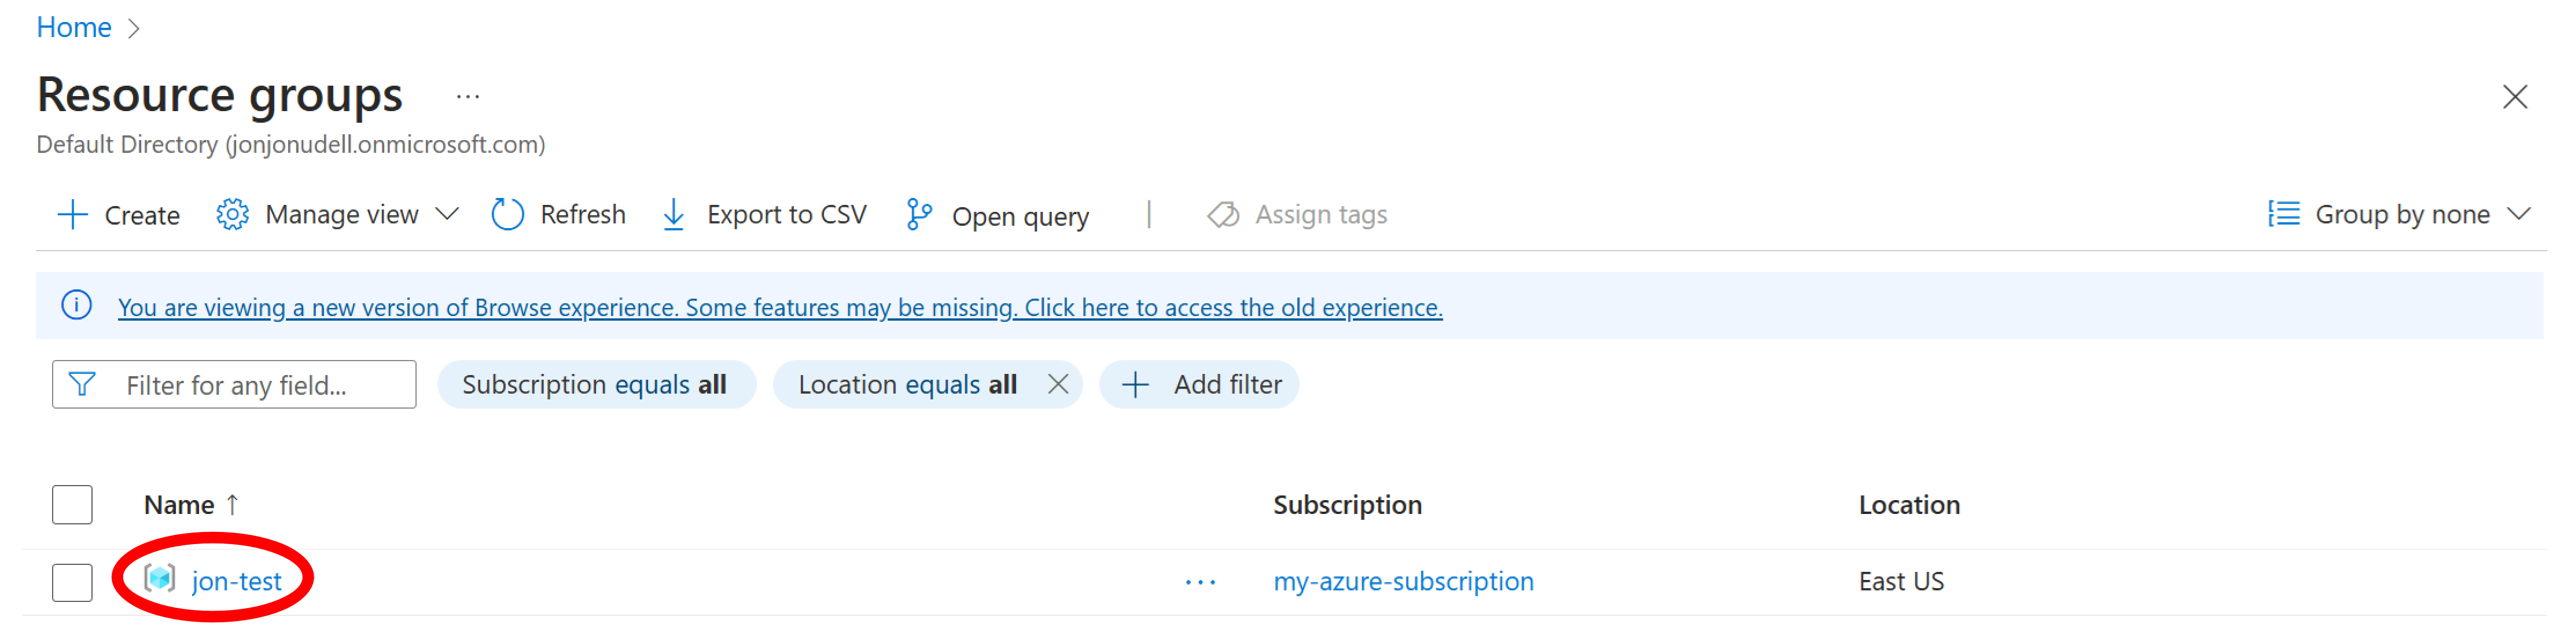 Home
Resource groups ...
Default Directory (jonjonudell.onmicrosoft.com)
Create Manage view Refresh Export to CSV Open query | Assign tags Group by none
You are viewing a new version of Browse experience. Some features may be missing. Click here to access the old experience.
Filter for any field... Subscription equals all Location equals all Add filter
Name ↑ Subscription Location
jon-test ... my-azure-subscription East US